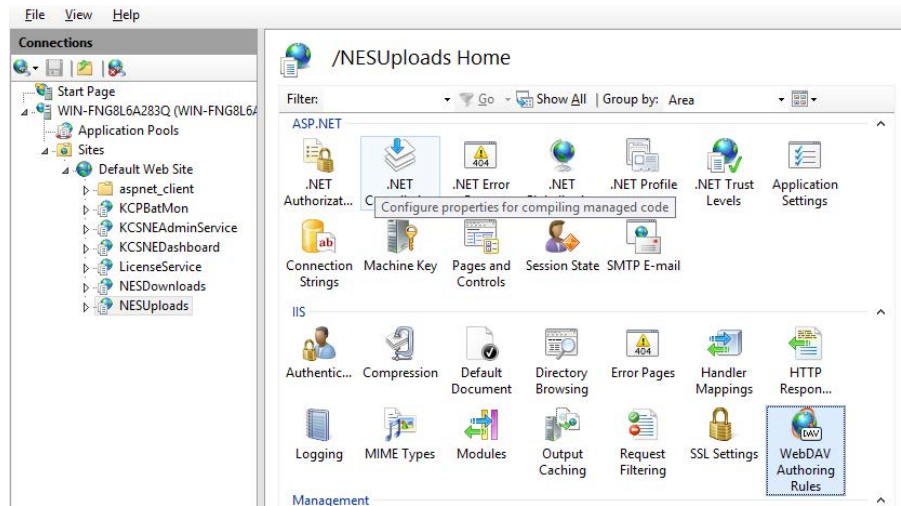 File View Help
Connections
Start Page
WIN-FNG8L6A283Q (WIN-FNG8L6A
Application Pools
Sites
Default Web Site
aspnet_client
KCPBatMon
KCSNEAdminService
KCSNEDashboard
LicenseService
NESDownloads
NESUploads
/NESUploads Home
Filter: Go Show All Group by: Area
ASP.NET
.NET Authorizat...
.NET
.NET Error
.NET
.NET Profile
.NET Trust Levels
Application Settings
Configure properties for compiling managed code
Connection Strings
Machine Key
Pages and Controls
Session State
SMTP E-mail
IIS
Authentic...
Compression
Default Document
Directory Browsing
Error Pages
Handler Mappings
HTTP Respon...
Logging
MIME Types
Modules
Output Caching
Request Filtering
SSL Settings
WebDAV Authoring Rules
Management
404
ab
404
DAV